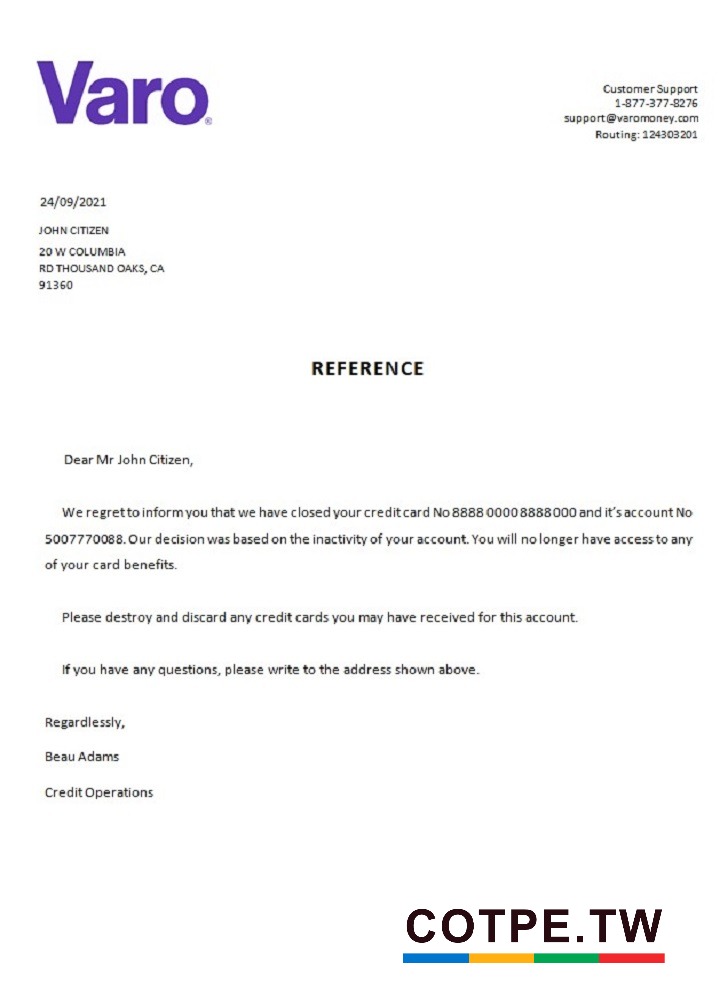 Varo®
Customer Support
1-877-377-8276
support@varomoney.com
Routing: 124303201
24/09/2021
JOHN CITIZEN
20 W COLUMBIA
RD THOUSAND OAKS, CA
91360
REFERENCE
Dear Mr John Citizen,
We regret to inform you that we have closed your credit card No 8888 0000 8888 000 and it's account No
5007770088. Our decision was based on the inactivity of your account. You will no longer have access to any
of your card benefits.
Please destroy and discard any credit cards you may have received for this account.
If you have any questions, please write to the address shown above.
Regardlessly,
Beau Adams
Credit Operations
COTPE.TW